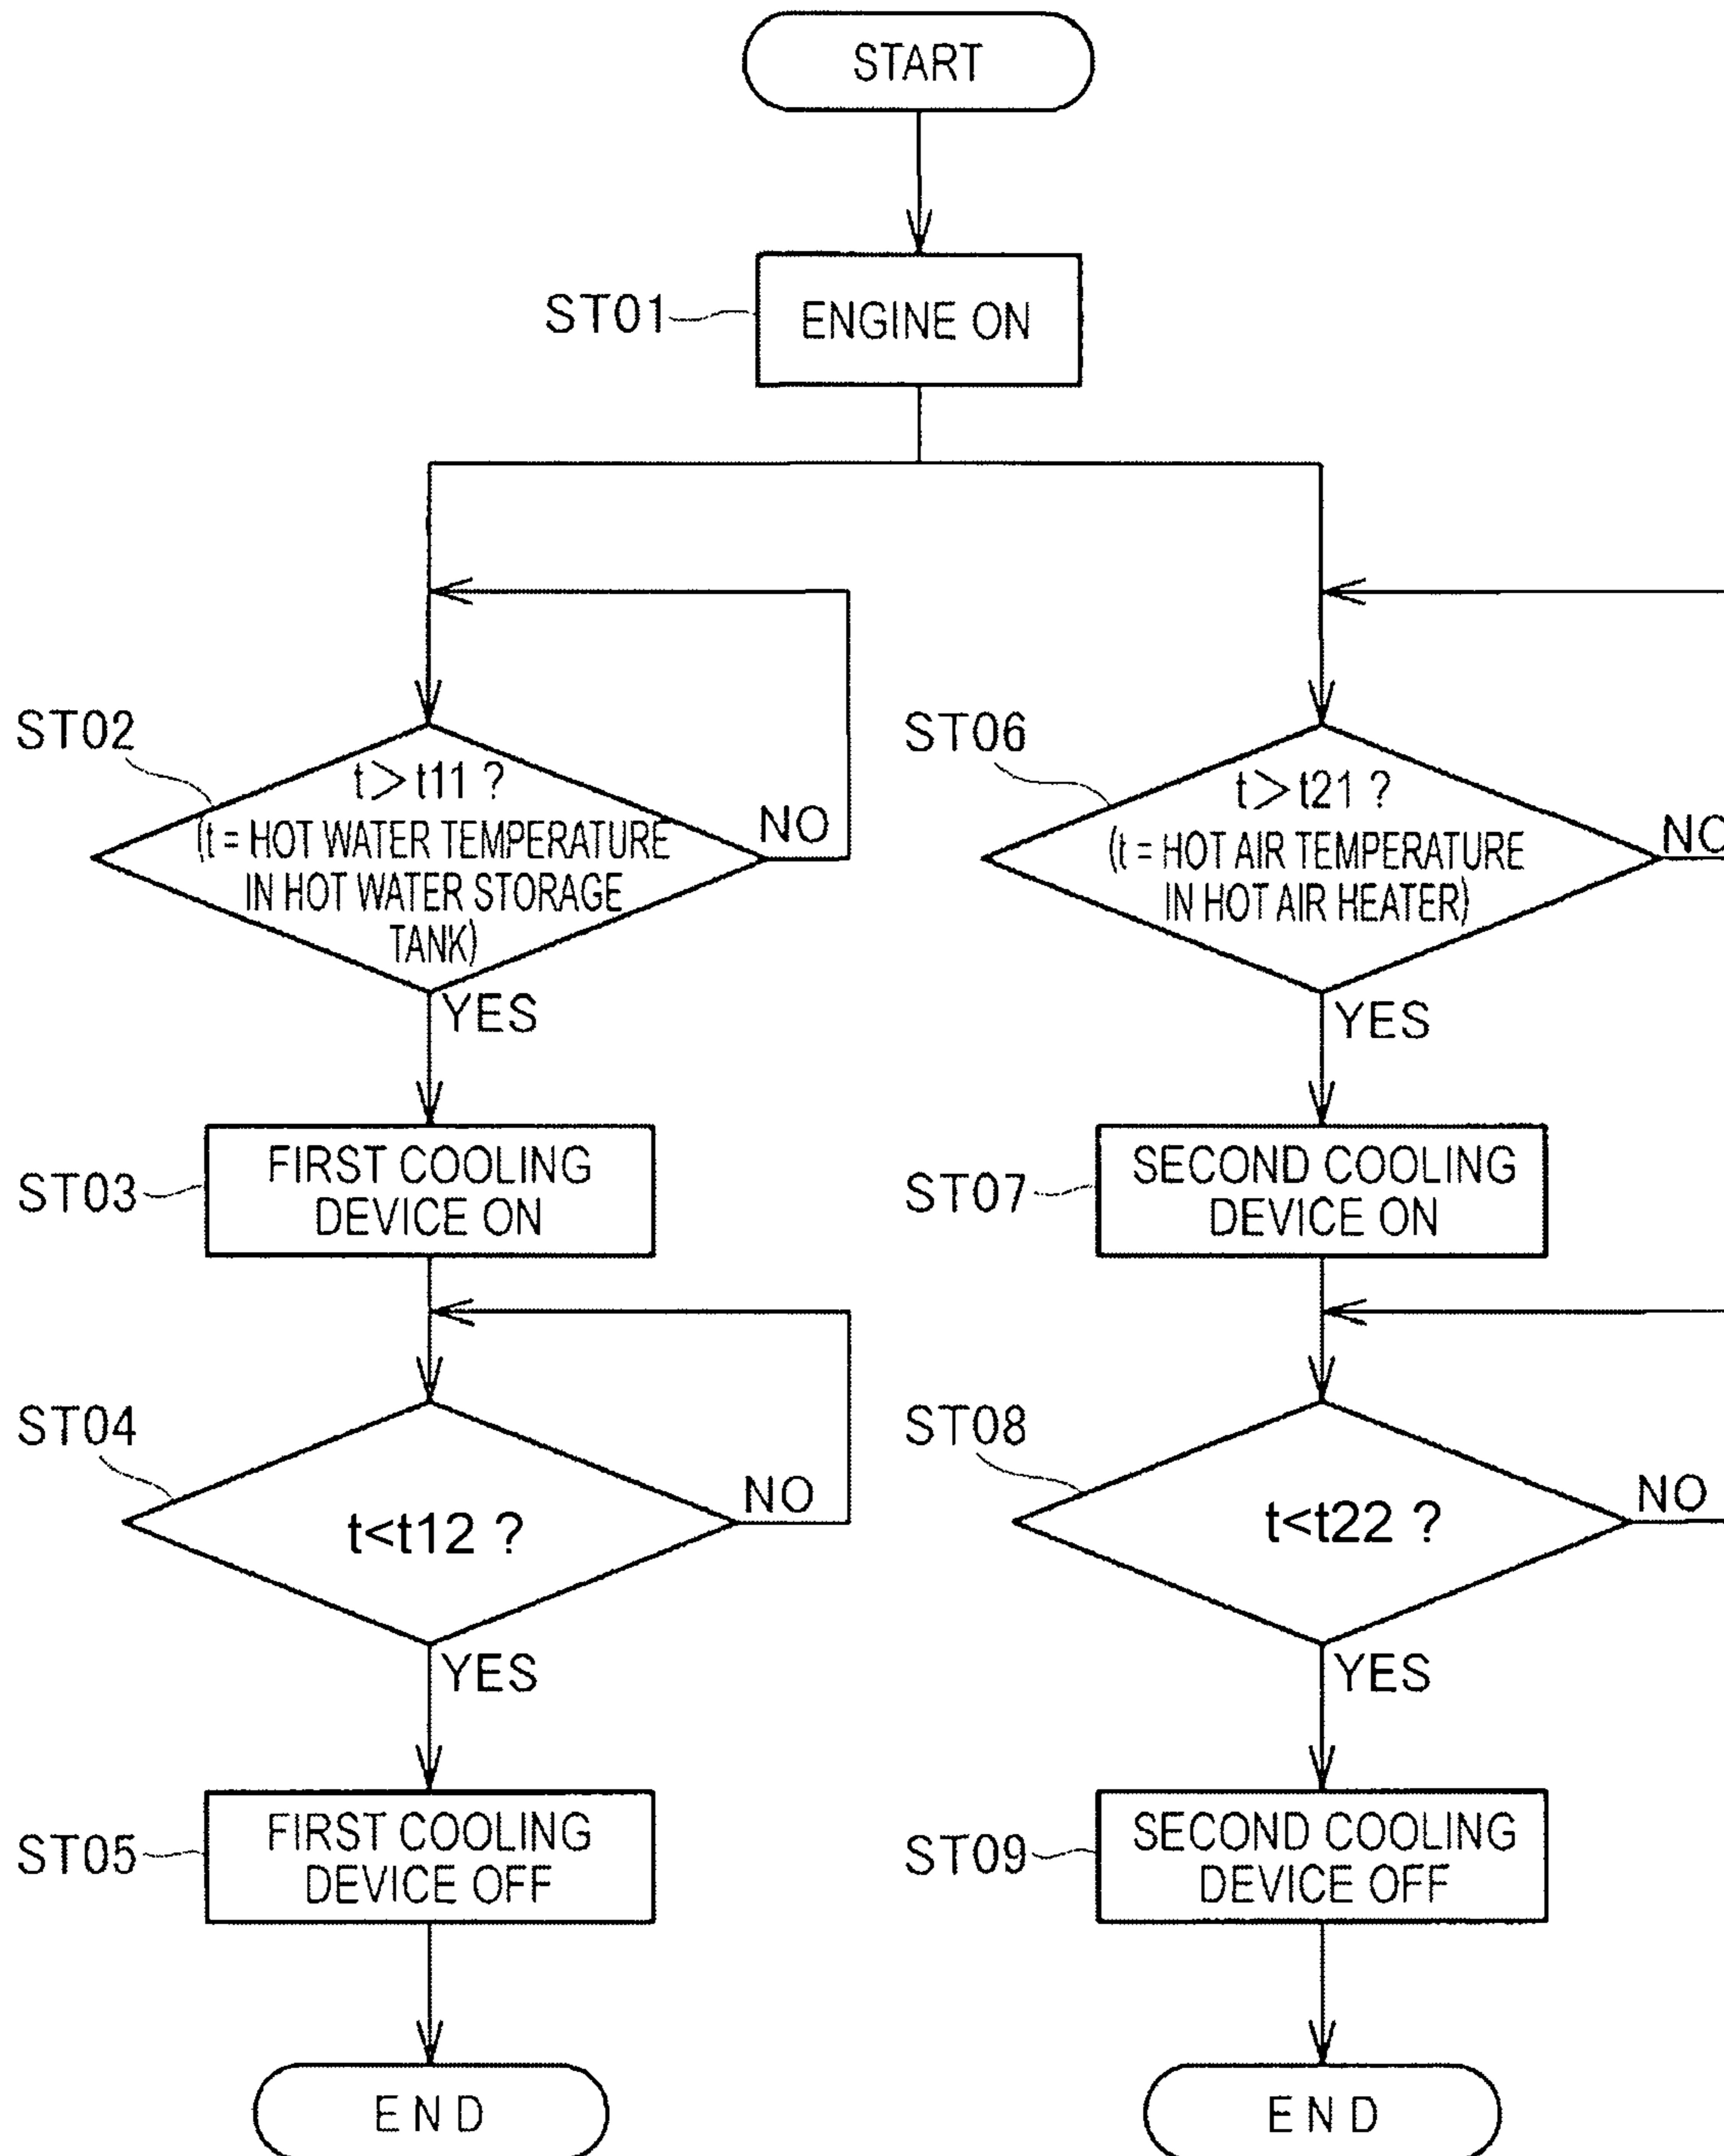 START
ST01
ENGINE ON
ST02
t>t11 ?
(t = HOT WATER TEMPERATURE
IN HOT WATER STORAGE
TANK)
NO
YES
ST03
FIRST COOLING
DEVICE ON
ST04
t<t12 ?
NO
YES
ST05
FIRST COOLING
DEVICE OFF
END
ST06
t>t21 ?
(t = HOT AIR TEMPERATURE
IN HOT AIR HEATER)
NO
YES
ST07
SECOND COOLING
DEVICE ON
ST08
t<t22 ?
NO
YES
ST09
SECOND COOLING
DEVICE OFF
END